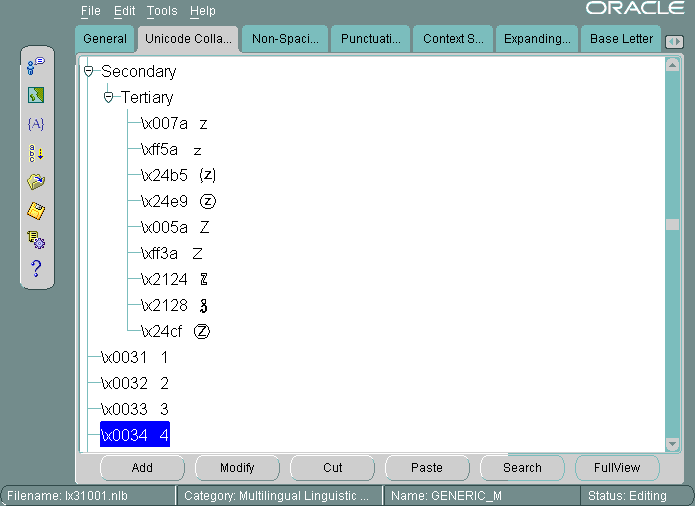 File Edit Tools Help
ORACLE
General Unicode Colla... Non-Spaci... Punctuati... Context S... Expanding... Base Letter
Secondary
Tertiary
\x007a z
\xff5a z
\x24b5 ⒵
\x24e9 ⓩ
\x005a Z
\xff3a Z
\x2124 ℤ
\x2128 ℨ
\x24cf Ⓩ
\x0031 1
\x0032 2
\x0033 3
\x0034 4
Add Modify Cut Paste Search FullView
Filename: lx31001.nlb Category: Multilingual Linguistic ... Name: GENERIC_M Status: Editing